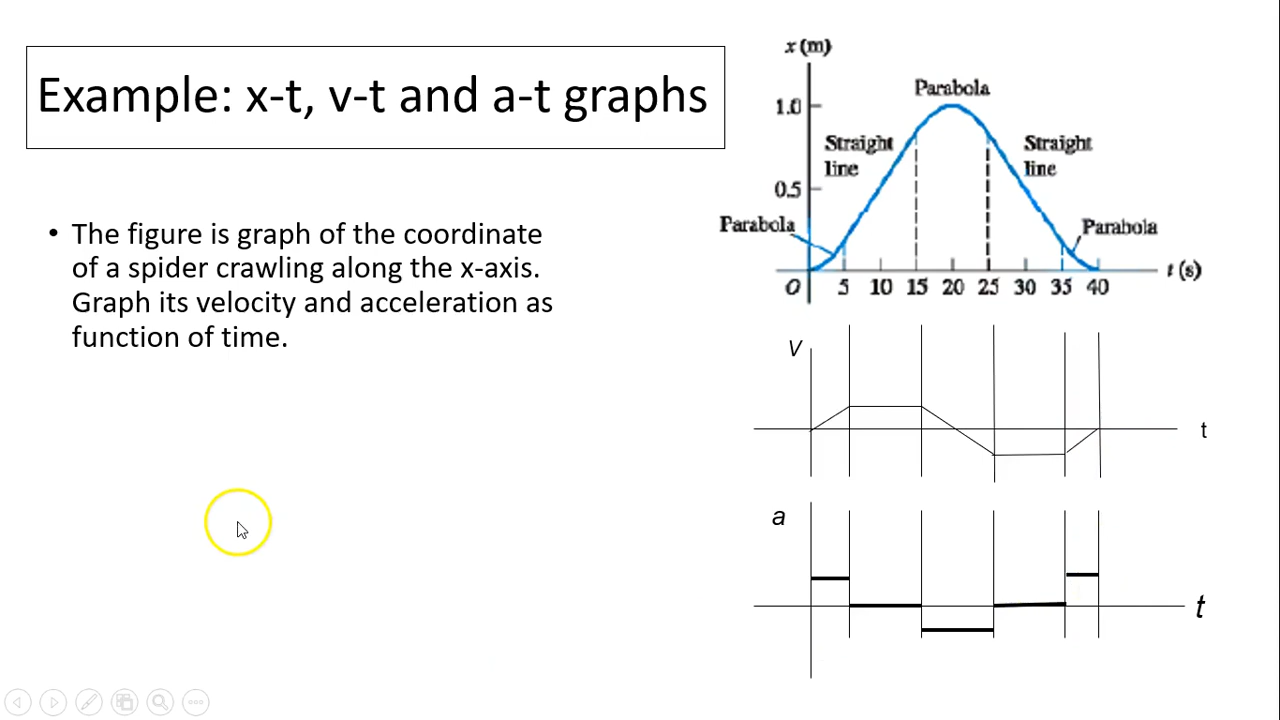 Example: x-t, v-t and a-t graphs
• The figure is graph of the coordinate
of a spider crawling along the x-axis.
Graph its velocity and acceleration as
function of time.
x (m)
Parabola
1.0
Straight
line
Straight
line
0.5
Parabola
Parabola
O 5 10 15 20 25 30 35 40
t (s)
V
t
a
t